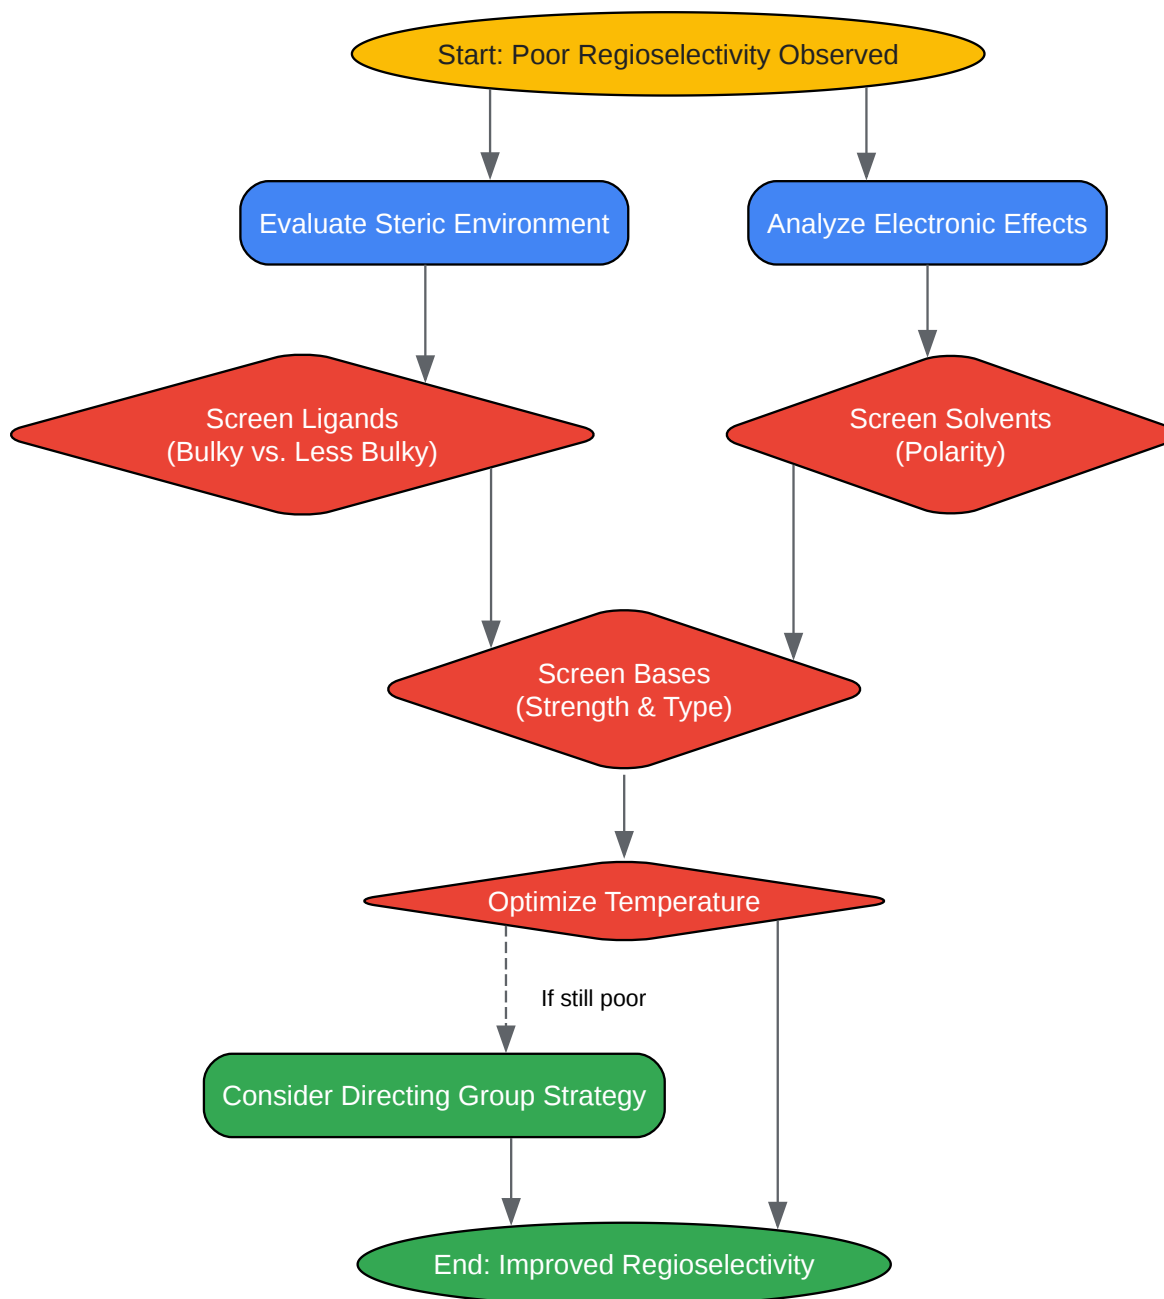 Start: Poor Regioselectivity Observed
Evaluate Steric Environment
Analyze Electronic Effects
Screen Ligands
(Bulky vs. Less Bulky)
Screen Solvents
(Polarity)
Screen Bases
(Strength & Type)
Optimize Temperature
If still poor
Consider Directing Group Strategy
End: Improved Regioselectivity